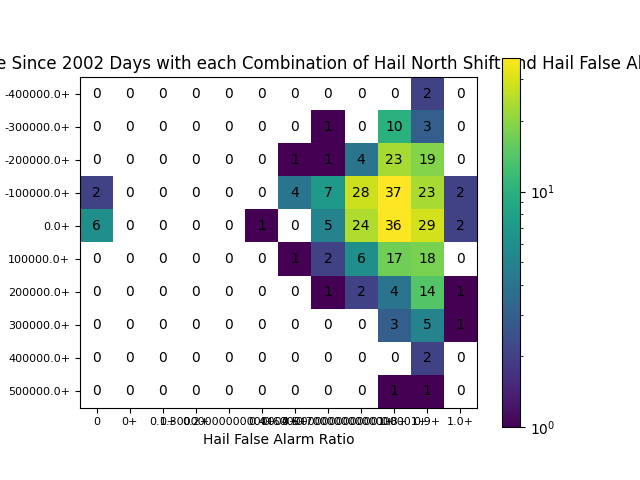 e Since 2002 Days with each Combination of Hail North Shift and Hail False Al
-400000.0+ 0 0 0 0 0 0 0 0 0 0 2 0
-300000.0+ 0 0 0 0 0 0 0 1 0 10 3 0
-200000.0+ 0 0 0 0 0 0 1 1 4 23 19 0
-100000.0+ 2 0 0 0 0 0 4 7 28 37 23 2
0.0+ 6 0 0 0 0 1 0 5 24 36 29 2
100000.0+ 0 0 0 0 0 0 1 2 6 17 18 0
200000.0+ 0 0 0 0 0 0 0 1 2 4 14 1
300000.0+ 0 0 0 0 0 0 0 0 0 3 5 1
400000.0+ 0 0 0 0 0 0 0 0 0 0 2 0
500000.0+ 0 0 0 0 0 0 0 0 0 1 1 0
0 0+ 0.9+ 1.0+
Hail False Alarm Ratio
10^1
10^0